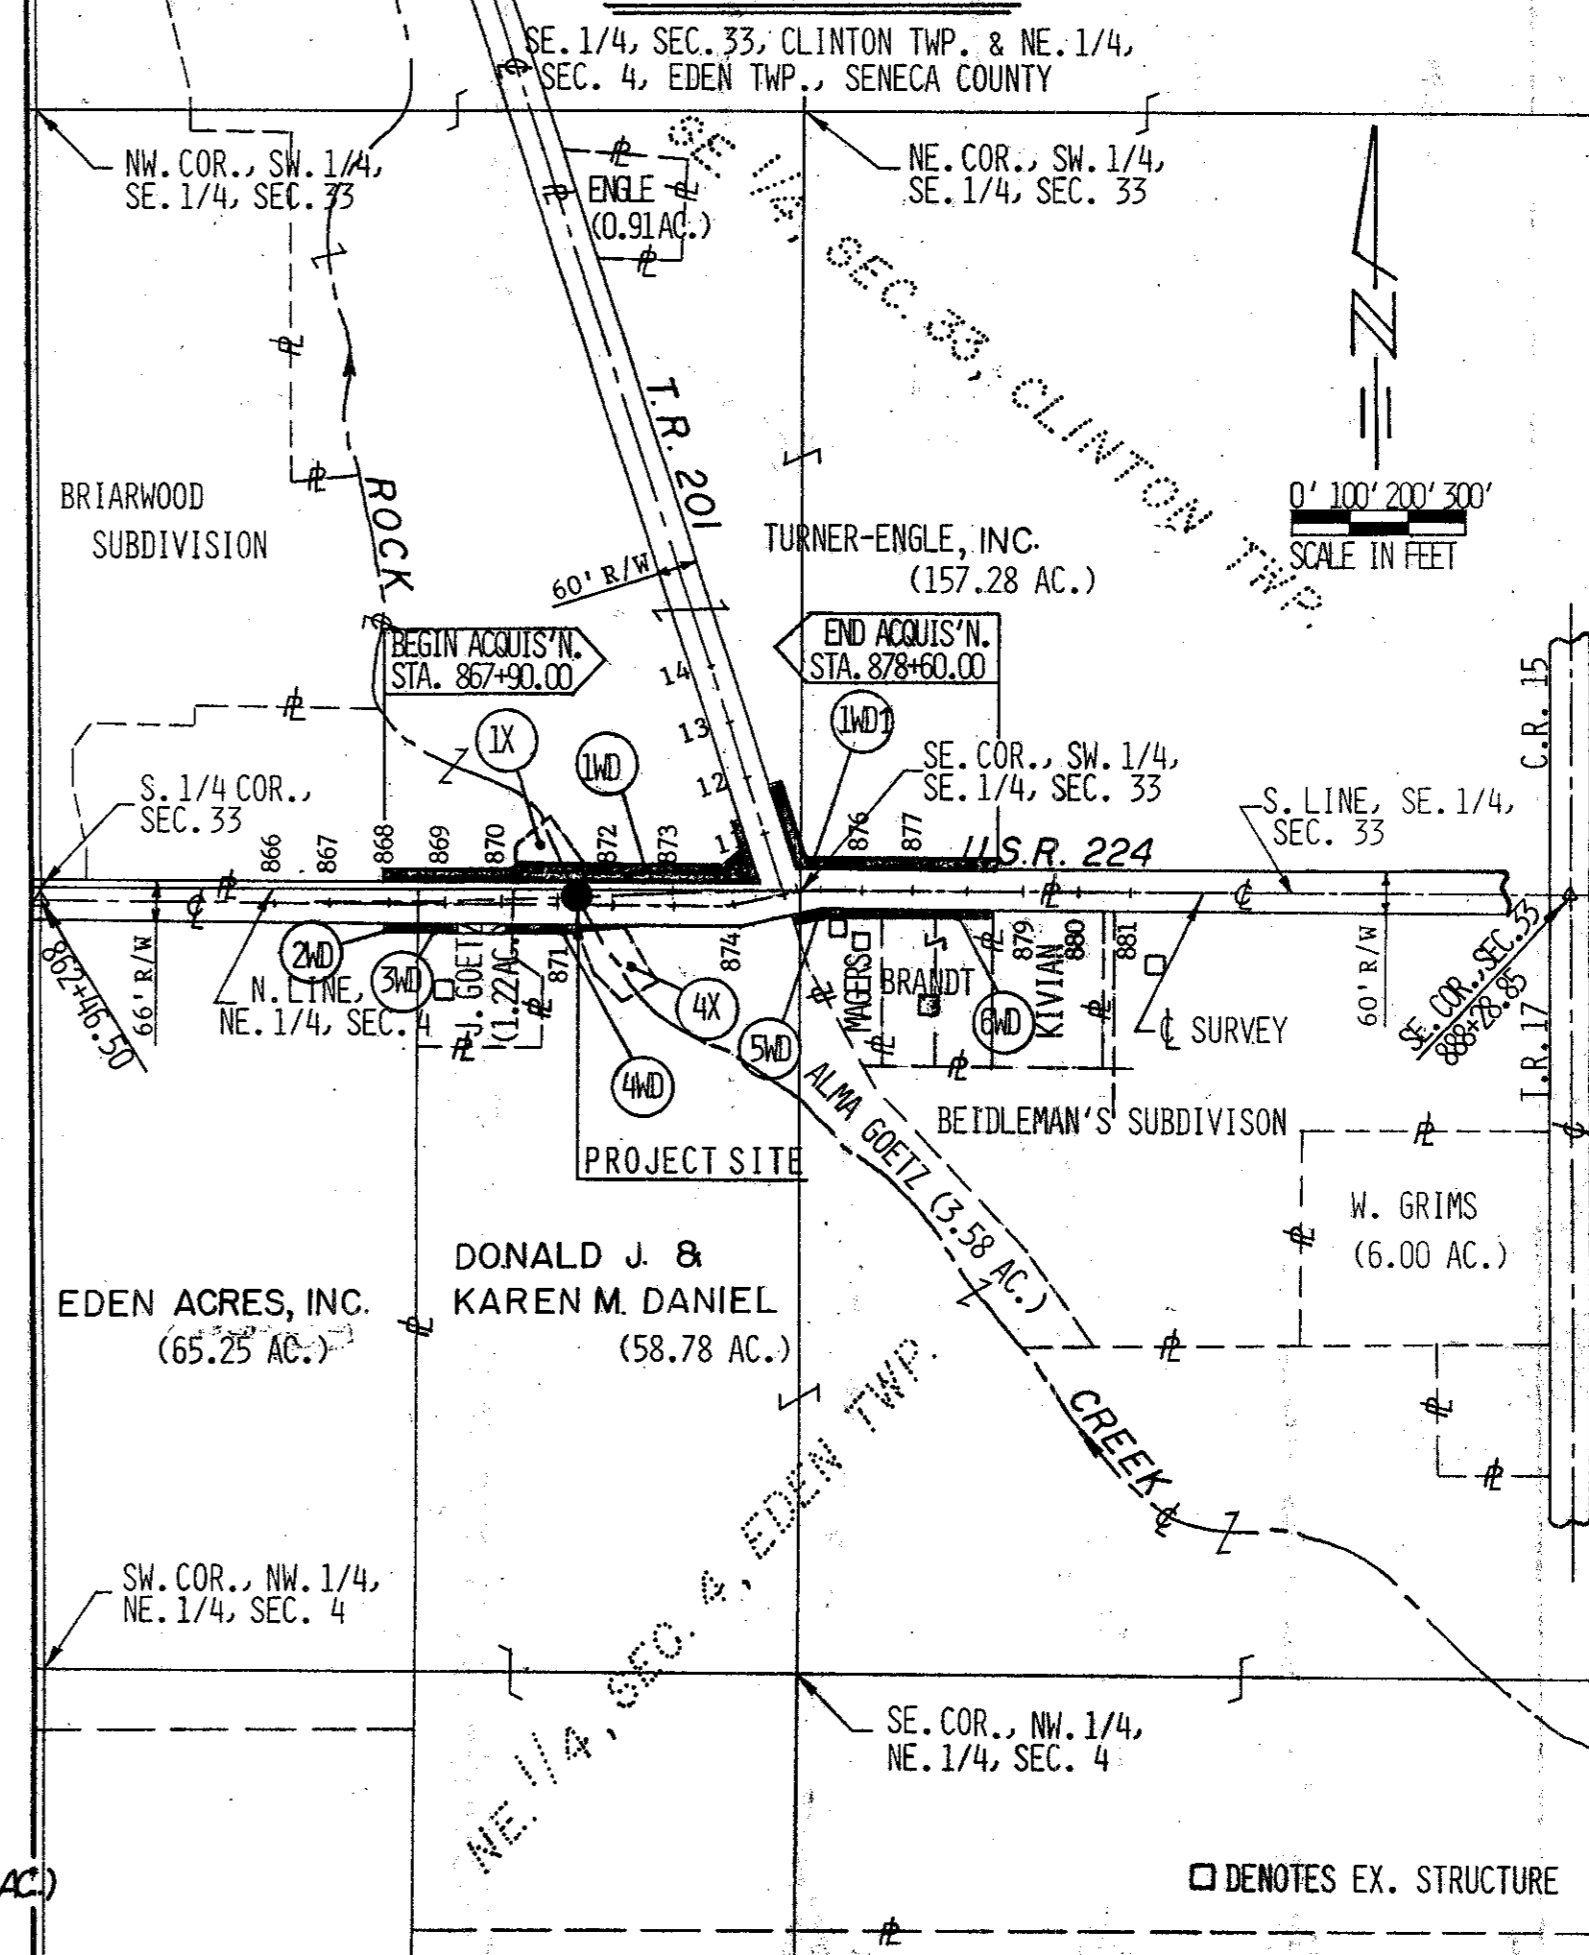 SE. 1/4, SEC. 33, CLINTON TWP. & NE. 1/4,
SEC. 4, EDEN TWP., SENECA COUNTY
NW. COR., SW. 1/4,
SE. 1/4, SEC. 33
ENGLE
(0.91 AC.)
NE. COR., SW. 1/4,
SE. 1/4, SEC. 33
SE 1/4, SEC. 33, CLINTON TWP.
N
0' 100' 200' 300'
SCALE IN FEET
T.R. 201
ROCK
BRIARWOOD
SUBDIVISION
TURNER-ENGLE, INC.
(157.28 AC.)
60' R/W
BEGIN ACQUIS'N.
STA. 867+90.00
END ACQUIS'N.
STA. 878+60.00
14
13
12
1X
1WD
1WD1
C.R. 15
SE. COR., SW. 1/4,
SE. 1/4, SEC. 33
S. 1/4 COR.,
SEC. 33
S. LINE, SE. 1/4,
SEC. 33
866
867
868
869
870
872
873
876
877
U.S.R. 224
862+46.50
66' R/W
N. LINE,
NE. 1/4, SEC. 4
2WD
3WD
J. GOETZ
(1.22 AC.)
871
874
4X
4WD
5WD
6WD
MAGERS
BRANDT
KIVIAN
879
880
881
℄ SURVEY
60' R/W
SE. COR., SEC. 33
888+28.85
T.R. 17
PROJECT SITE
ALMA GOETZ (3.58 AC.)
BEIDLEMAN'S SUBDIVISON
W. GRIMS
(6.00 AC.)
EDEN ACRES, INC.
(65.25 AC.)
DONALD J. &
KAREN M. DANIEL
(58.78 AC.)
CREEK
NE. 1/4, SEC. 4, EDEN TWP.
SW. COR., NW. 1/4,
NE. 1/4, SEC. 4
SE. COR., NW. 1/4,
NE. 1/4, SEC. 4
AC.)
DENOTES EX. STRUCTURE